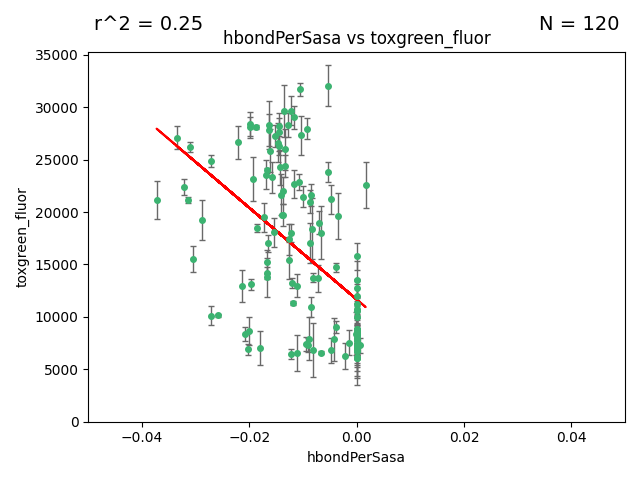 r^2 = 0.25
N = 120
hbondPerSasa vs toxgreen_fluor
35000
30000
25000
20000
15000
10000
5000
0
toxgreen_fluor
−0.04
−0.02
0.00
0.02
0.04
hbondPerSasa